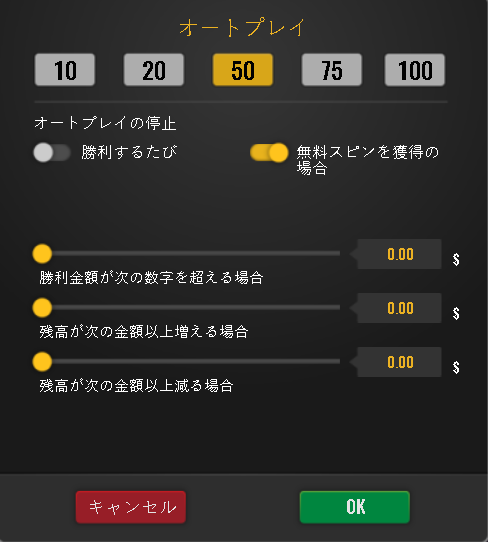 オートプレイ
10 20 50 75 100
オートプレイの停止
勝利するたび
無料スピンを獲得の
場合
0.00 $
勝利金額が次の数字を超える場合
0.00 $
残高が次の金額以上増える場合
0.00 $
残高が次の金額以上減る場合
キャンセル OK